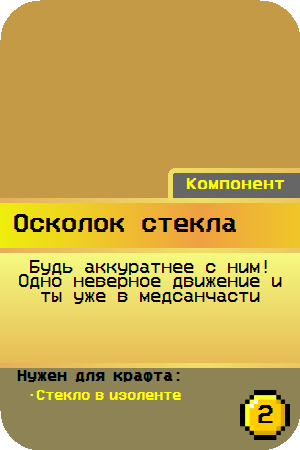 Компонент
Осколок стекла
Будь аккуратнее с ним!
Одно неверное движение и
ты уже в медсанчасти
Нужен для крафта:
·Стекло в изоленте
2